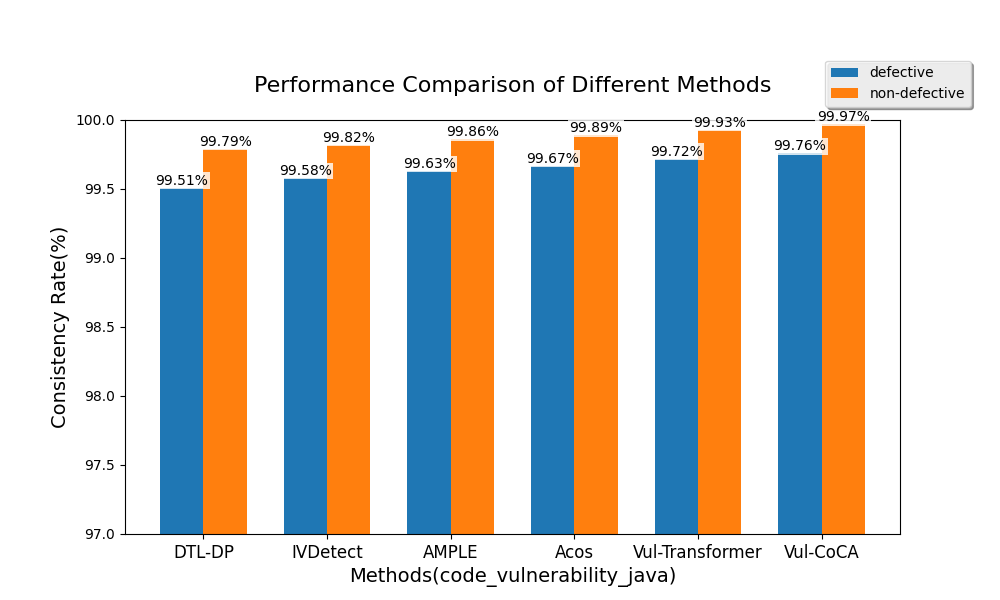 Performance Comparison of Different Methods
defective
non-defective
Consistency Rate(%)
100.0
99.5
99.0
98.5
98.0
97.5
97.0
99.51%
99.79%
99.58%
99.82%
99.63%
99.86%
99.67%
99.89%
99.72%
99.93%
99.76%
99.97%
DTL-DP
IVDetect
AMPLE
Acos
Vul-Transformer
Vul-CoCA
Methods(code_vulnerability_java)